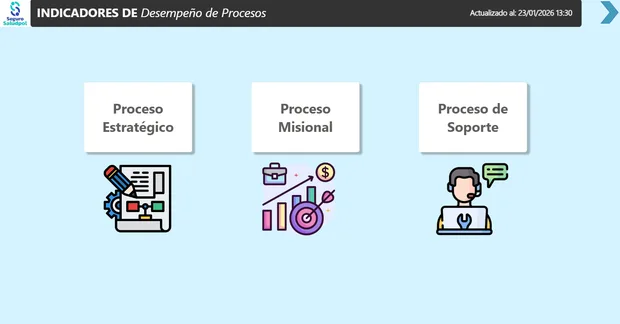 Seguro
Saludpol
INDICADORES DE Desempeño de Procesos
Actualizado al: 23/01/2026 13:30
Proceso
Estratégico
Proceso
Misional
Proceso de
Soporte
$